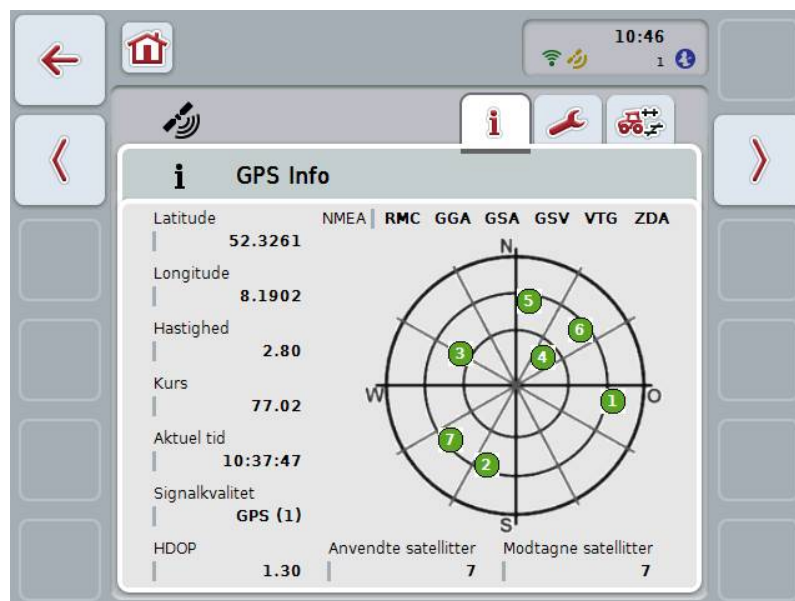 10:46
1
i
i GPS Info
Latitude
52.3261
NMEA RMC GGA GSA GSV VTG ZDA
Longitude
8.1902
Hastighed
2.80
Kurs
77.02
Aktuel tid
10:37:47
Signalkvalitet
GPS (1)
HDOP
1.30
Anvendte satellitter
7
Modtagne satellitter
7
N
5
6
3
4
W
1
O
7
2
S